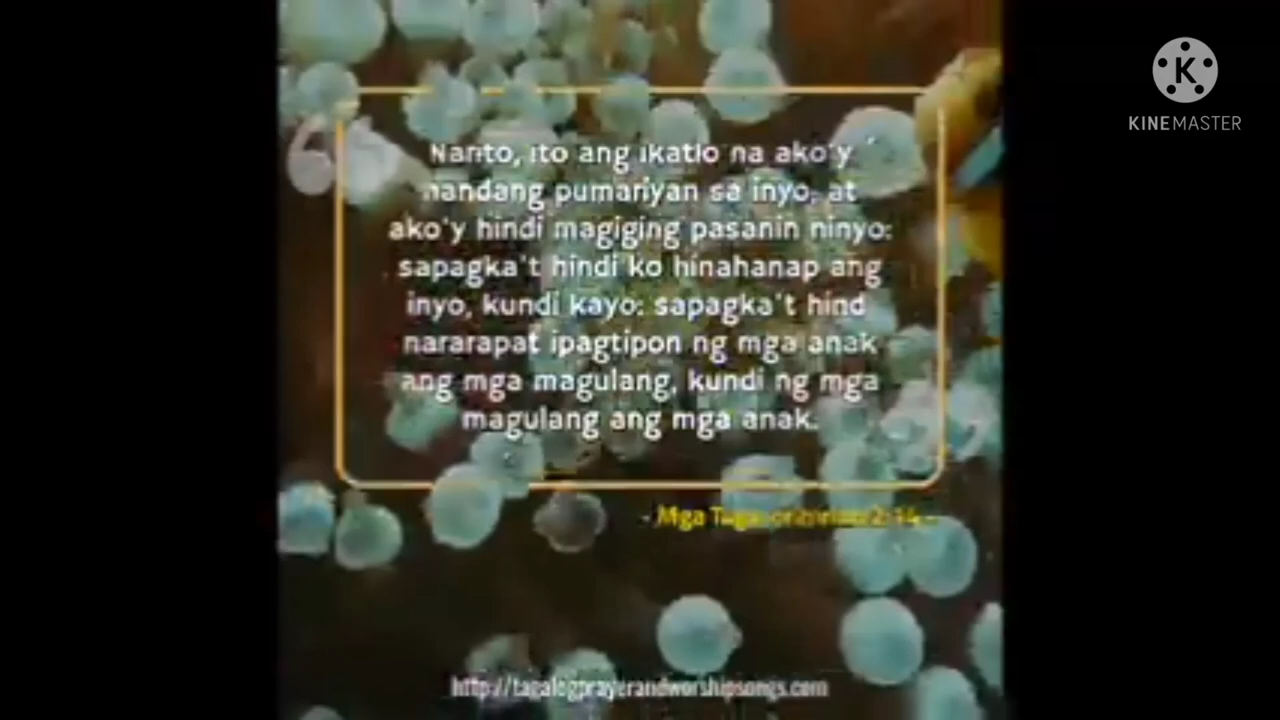 Narito, ito ang ikatlo na ako'y
handang pumariyan sa inyo; at
ako'y hindi magiging pasanin ninyo:
sapagka't hindi ko hinahanap ang
inyo, kundi kayo: sapagka't hind
nararapat ipagtipon ng mga anak
ang mga magulang, kundi ng mga
magulang ang mga anak.
- Mga Taga
http://tagalogprayerandworshipsongs.com
K
KINEMASTER